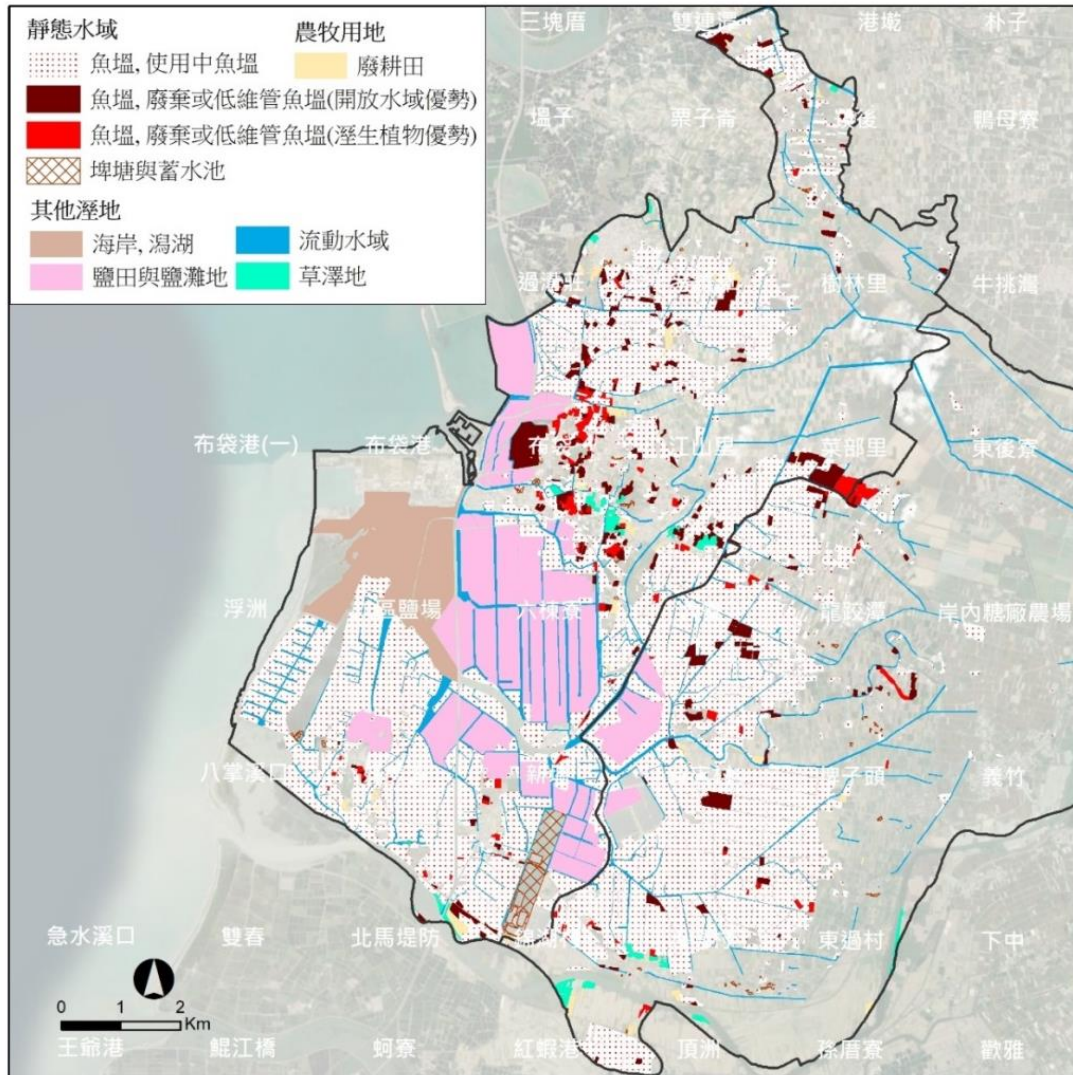 靜態水域
魚塭, 使用中魚塭
魚塭, 廢棄或低維管魚塭(開放水域優勢)
魚塭, 廢棄或低維管魚塭(溼生植物優勢)
埤塘與蓄水池
農牧用地
廢耕田
其他溼地
海岸, 潟湖
流動水域
鹽田與鹽灘地
草澤地
三塊厝
港墘
朴子
塭子
栗子崙
鴨母寮
過溝莊
樹林里
牛桃灣
布袋港(一)
布袋港
布袋
江山里
菜部里
東後寮
浮洲
區鹽場
六棟寮
龍蛟潭
岸內糖廠農場
八掌溪口
義竹
急水溪口
雙春
北馬堤防
東過村
下中
0 1 2
Km
王爺港
鯤江橋
蚵寮
紅蝦港
頂洲
孫厝寮
歡雅